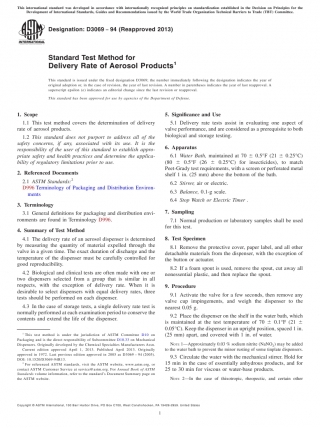 This international standard was developed in accordance with internationally recognized principles on standardization established in the Decision on Principles for the
Development of International Standards, Guides and Recommendations issued by the World Trade Organization Technical Barriers to Trade (TBT) Committee.
Designation: D3069 − 94 (Reapproved 2013)
INTERNATIONAL
Standard Test Method for
Delivery Rate of Aerosol Products1
This standard is issued under the fixed designation D3069; the number immediately following the designation indicates the year of
original adoption or, in the case of revision, the year of last revision. A number in parentheses indicates the year of last reapproval. A
superscript epsilon (´) indicates an editorial change since the last revision or reapproval.
This standard has been approved for use by agencies of the Department of Defense.
1. Scope
1.1 This test method covers the determination of delivery
rate of aerosol products.
1.2 This standard does not purport to address all of the
safety concerns, if any, associated with its use. It is the
responsibility of the user of this standard to establish appro-
priate safety and health practices and determine the applica-
bility of regulatory limitations prior to use.
2. Referenced Documents
2.1 ASTM Standards:2
D996 Terminology of Packaging and Distribution Environ-
ments
3. Terminology
3.1 General definitions for packaging and distribution envi-
ronments are found in Terminology D996.
4. Summary of Test Method
4.1 The delivery rate of an aerosol dispenser is determined
by measuring the quantity of material expelled through the
valve in a given time. The exact duration of discharge and the
temperature of the dispenser must be carefully controlled for
good reproducibility.
4.2 Biological and clinical tests are often made with one or
two dispensers selected from a group that is similar in all
respects, with the exception of delivery rate. When it is
desirable to select dispensers with equal delivery rates, three
tests should be performed on each dispenser.
4.3 In the case of storage tests, a single delivery rate test is
normally performed at each examination period to conserve the
contents and extend the life of the dispenser.
1 This test method is under the jurisdiction of ASTM Committee D10 on
Packaging and is the direct responsibility of Subcommittee D10.33 on Mechanical
Dispensers. Originally developed by the Chemical Specialties Manufacturers Assn.
Current edition approved April 1, 2013. Published April 2013. Originally
approved in 1972. Last previous edition approved in 2005 as D3069 – 94 (2005).
DOI: 10.1520/D3069-94R13.
2 For referenced ASTM standards, visit the ASTM website, www.astm.org, or
contact ASTM Customer Service at service@astm.org. For Annual Book of ASTM
Standards volume information, refer to the standard's Document Summary page on
the ASTM website.
5. Significance and Use
5.1 Delivery rate tests assist in evaluating one aspect of
valve performance, and are considered as a prerequisite to both
biological and storage testing.
6. Apparatus
6.1 Water Bath, maintained at 70 ± 0.5°F (21 ± 0.25°C)
(80 ± 0.5°F (26 ± 0.25°C) for insecticides), to match
Peet-Grady test requirements, with a screen or perforated metal
shelf 1 in. (25 mm) above the bottom of the bath.
6.2 Stirrer, air or electric.
6.3 Balance, 0.1-g scale.
6.4 Stop Watch or Electric Timer.
7. Sampling
7.1 Normal production or laboratory samples shall be used
for this test.
8. Test Specimen
8.1 Remove the protective cover, paper label, and all other
detachable materials from the dispenser, with the exception of
the button or actuator.
8.2 If a foam spout is used, remove the spout, cut away all
nonessential plastic, and then replace the spout.
9. Procedure
9.1 Activate the valve for a few seconds, then remove any
valve cup impingements, and weigh the dispenser to the
nearest 0.05 g.
9.2 Place the dispenser on the shelf in the water bath, which
is maintained at the test temperature of 70 ± 0.1°F (21 ±
0.05°C). Keep the dispenser in an upright position, spaced 1 in.
(25 mm) apart, and covered with 1 in. of water.
NOTE 1—Approximately 0.03 % sodium nitrite (NaNO2) may be added
to the water bath to prevent the minor rusting of some tinplate dispensers.
9.3 Circulate the water with the mechanical stirrer. Hold for
15 min in the case of essentially anhydrous products, and for
25 to 30 min for viscous or water-base products.
NOTE 2—In the case of thixotropic, rheopectic, and certain other
Copyright © ASTM International, 100 Barr Harbor Drive, PO Box C700, West Conshohocken, PA 19428-2959. United States
1